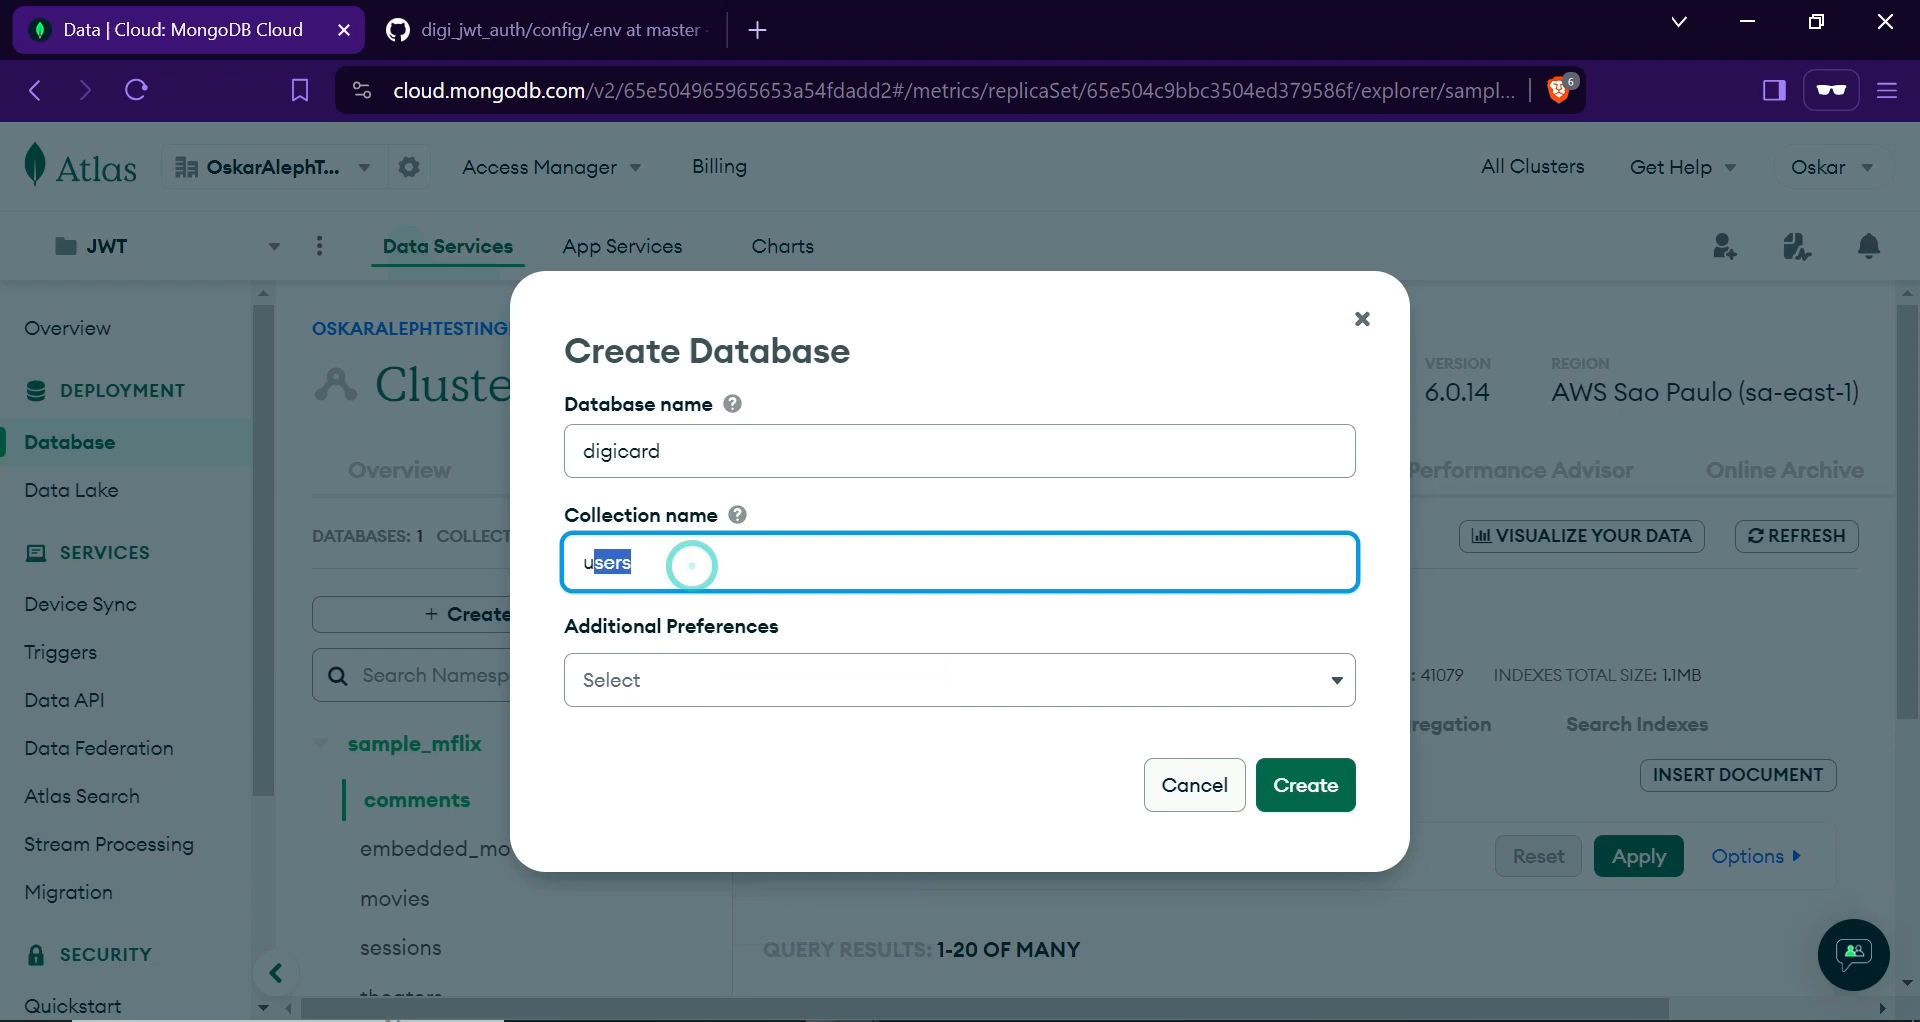 Data | Cloud: MongoDB Cloud
digi_jwt_auth/config/.env at master
cloud.mongodb.com/v2/65e504965965653a54fdadd2#/metrics/replicaSet/65e504c9bbc3504ed379586f/explorer/sampl...
6
Atlas
OskarAlephT...
Access Manager
Billing
All Clusters
Get Help
Oskar
JWT
Data Services
App Services
Charts
Overview
DEPLOYMENT
Database
Data Lake
SERVICES
Device Sync
Triggers
Data API
Data Federation
Atlas Search
Stream Processing
Migration
SECURITY
Quickstart
OSKARALEPHTESTING
Cluste
VERSION
6.0.14
REGION
AWS Sao Paulo (sa-east-1)
Overview
Performance Advisor
Online Archive
DATABASES: 1 COLLECT
VISUALIZE YOUR DATA
REFRESH
+ Create
Search Namesp
sample_mflix
comments
embedded_mo
movies
sessions
theaters
Create Database
Database name
digicard
Collection name
users
Additional Preferences
Select
Cancel
Create
: 41079 INDEXES TOTAL SIZE: 1.1MB
regation
Search Indexes
INSERT DOCUMENT
Reset
Apply
Options
QUERY RESULTS: 1-20 OF MANY